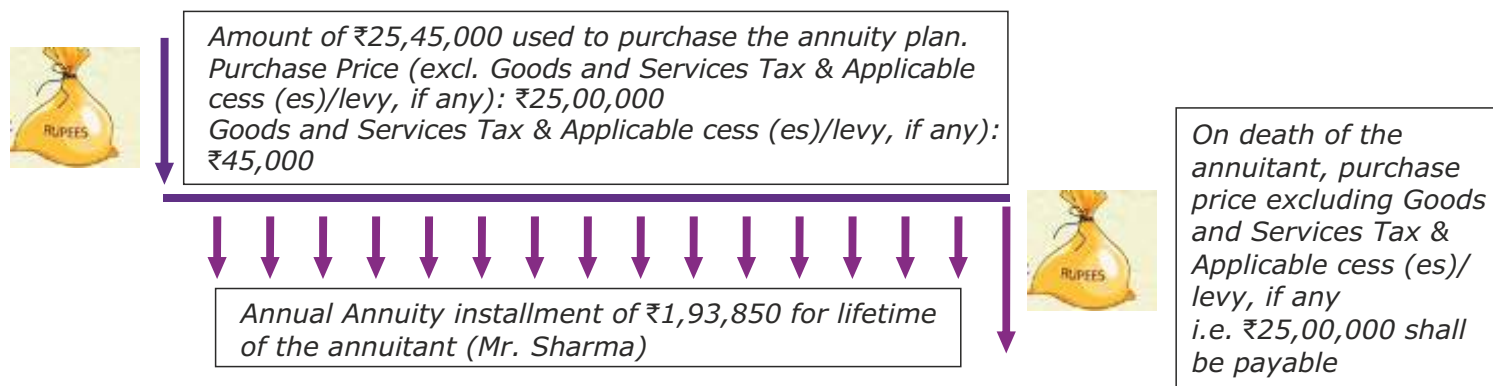 Amount of ₹25,45,000 used to purchase the annuity plan.
Purchase Price (excl. Goods and Services Tax & Applicable
cess (es)/levy, if any): ₹25,00,000
Goods and Services Tax & Applicable cess (es)/levy, if any):
₹45,000
RUPEES
On death of the
annuitant, purchase
price excluding Goods
and Services Tax &
Applicable cess (es)/
levy, if any
i.e. ₹25,00,000 shall
be payable
RUPEES
Annual Annuity installment of ₹1,93,850 for lifetime
of the annuitant (Mr. Sharma)